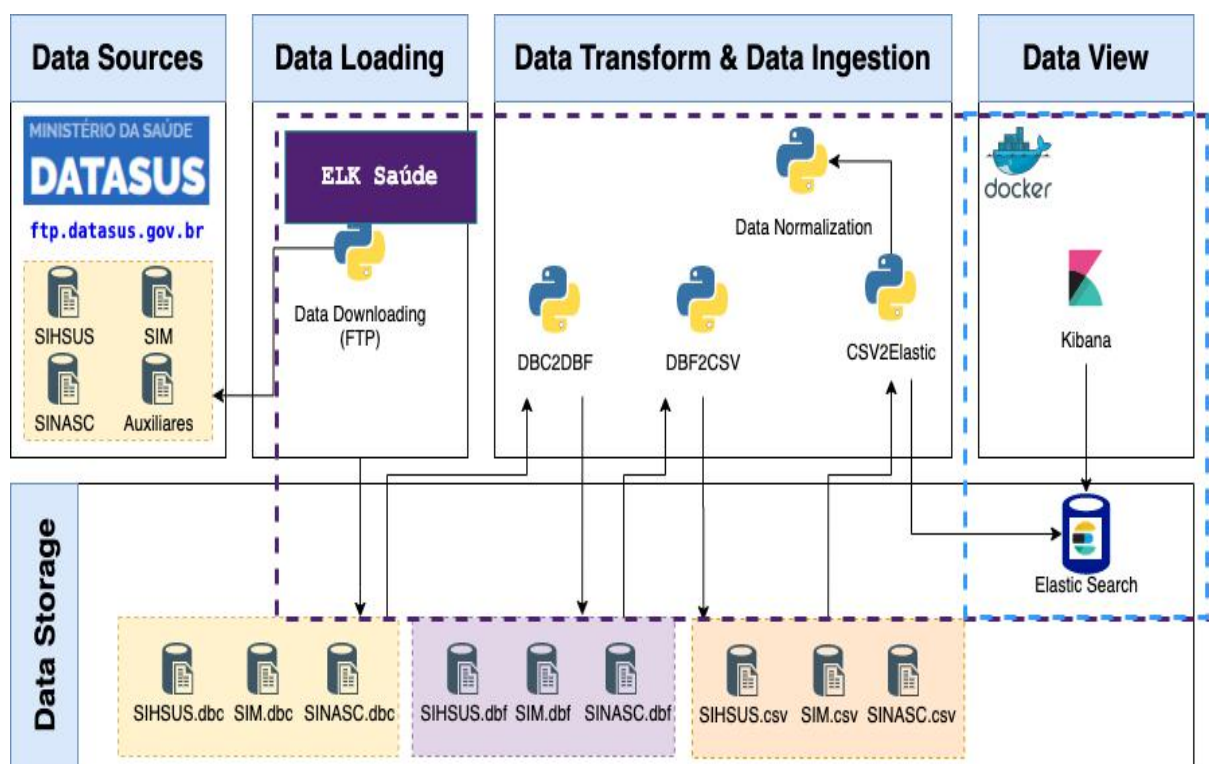 Data Sources
Data Loading
Data Transform & Data Ingestion
Data View
MINISTÉRIO DA SAÚDE
DATASUS
ftp.datasus.gov.br
SIHSUS
SIM
SINASC
Auxiliares
ELK Saúde
Data Downloading
(FTP)
DBC2DBF
DBF2CSV
Data Normalization
CSV2Elastic
docker
Kibana
Data Storage
Elastic Search
SIHSUS.dbc
SIM.dbc
SINASC.dbc
SIHSUS.dbf
SIM.dbf
SINASC.dbf
SIHSUS.csv
SIM.csv
SINASC.csv